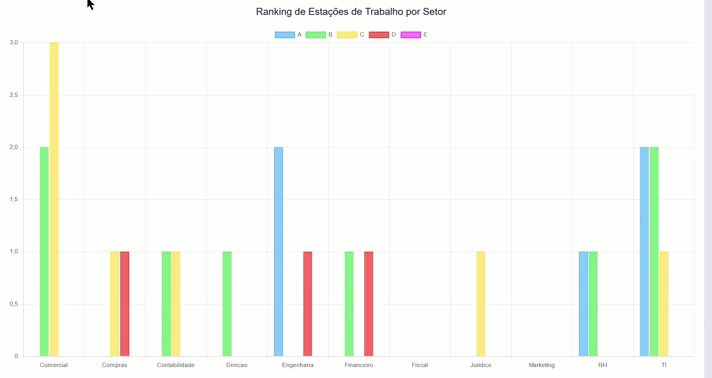 Ranking de Estações de Trabalho por Setor
A B C D E
3,0
2,5
2,0
1,5
1,0
0,5
0
Comercial Compras Contabilidade Direcao Engenharia Financeiro Fiscal Juridico Marketing RH TI